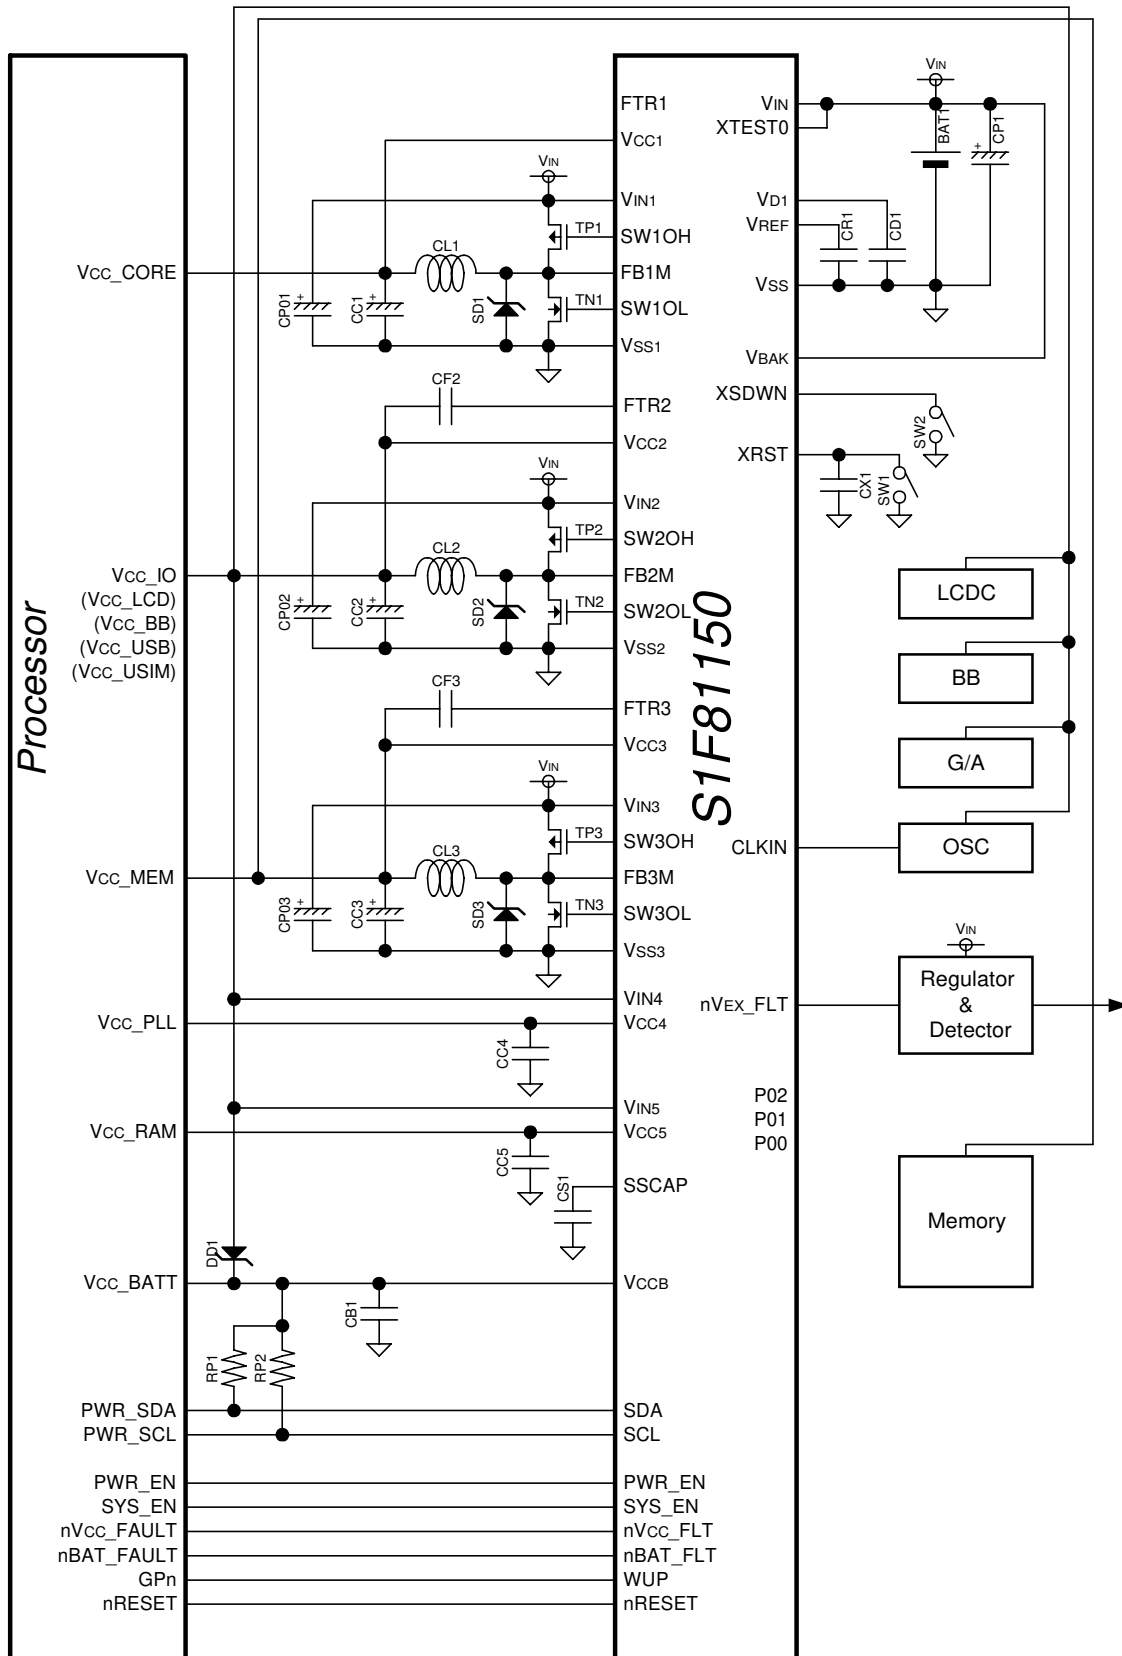 Processor
VCC_CORE
VCC_IO
(VCC_LCD)
(VCC_BB)
(VCC_USB)
(VCC_USIM)
VCC_MEM
VCC_PLL
VCC_RAM
VCC_BATT
PWR_SDA
PWR_SCL
PWR_EN
SYS_EN
nVCC_FAULT
nBAT_FAULT
GPn
nRESET
VIN
TP1
CL1
TN1
CP01
+
CC1
+
SD1
CF2
VIN
TP2
CL2
TN2
CP02
+
CC2
+
SD2
CF3
VIN
TP3
CL3
TN3
CP03
+
CC3
+
SD3
CC4
CC5
CS1
DD1
CB1
RP1
RP2
S1F81150
FTR1
VCC1
VIN1
SW1OH
FB1M
SW1OL
VSS1
FTR2
VCC2
VIN2
SW2OH
FB2M
SW2OL
VSS2
FTR3
VCC3
VIN3
SW3OH
FB3M
SW3OL
VSS3
VIN4
VCC4
VIN5
VCC5
SSCAP
VCCB
SDA
SCL
PWR_EN
SYS_EN
nVCC_FLT
nBAT_FLT
WUP
nRESET
VIN
XTEST0
VD1
VREF
VSS
VBAK
XSDWN
XRST
CLKIN
nVEX_FLT
P02
P01
P00
VIN
BAT1
CP1
+
CR1
CD1
SW2
CX1
SW1
LCDC
BB
G/A
OSC
VIN
Regulator
&
Detector
Memory